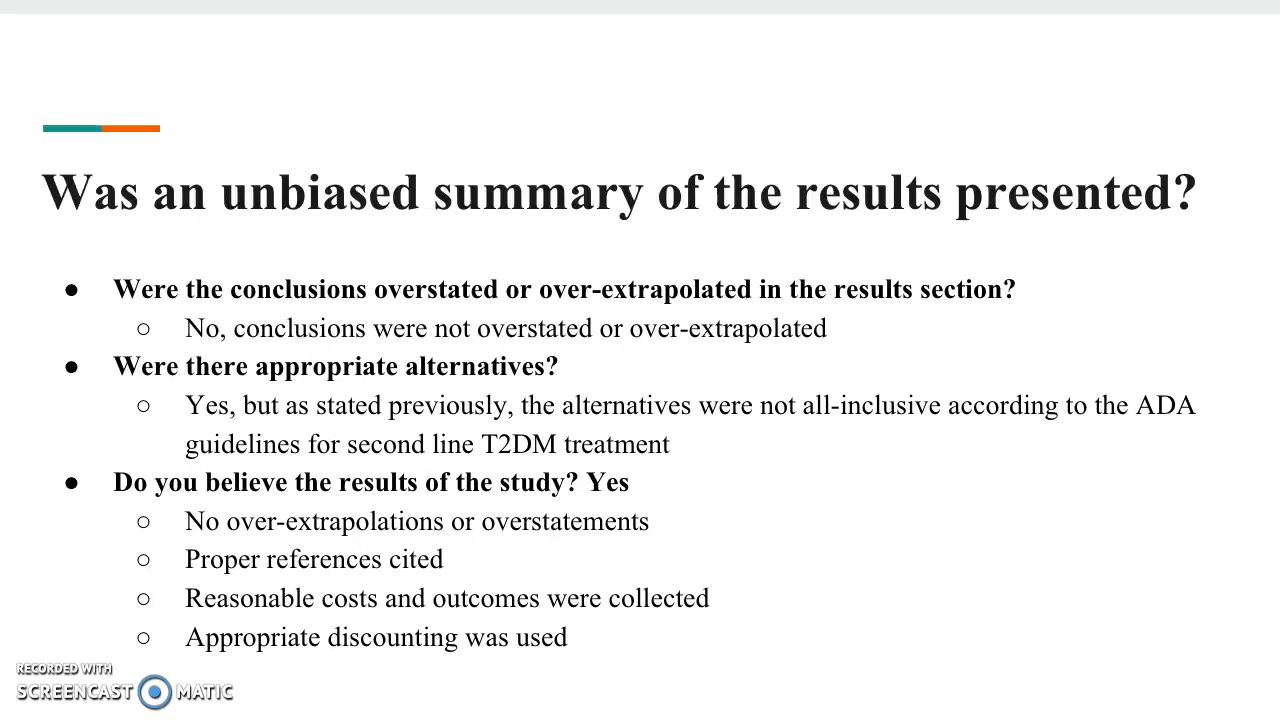 Was an unbiased summary of the results presented?
● Were the conclusions overstated or over-extrapolated in the results section?
○ No, conclusions were not overstated or over-extrapolated
● Were there appropriate alternatives?
○ Yes, but as stated previously, the alternatives were not all-inclusive according to the ADA
guidelines for second line T2DM treatment
● Do you believe the results of the study? Yes
○ No over-extrapolations or overstatements
○ Proper references cited
○ Reasonable costs and outcomes were collected
○ Appropriate discounting was used
RECORDED WITH
SCREENCAST MATIC